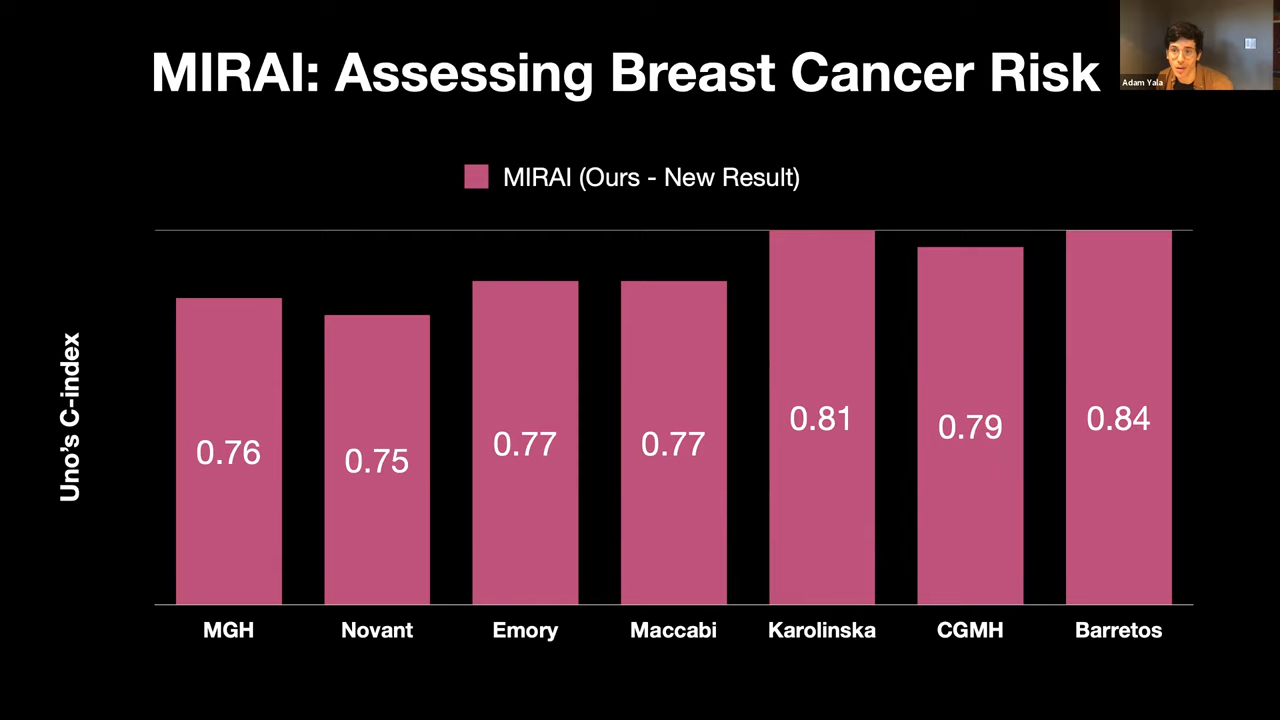 MIRAI: Assessing Breast Cancer Risk
Adam Yala
MIRAI (Ours - New Result)
Uno's C-index
0.76
0.75
0.77
0.77
0.81
0.79
0.84
MGH
Novant
Emory
Maccabi
Karolinska
CGMH
Barretos